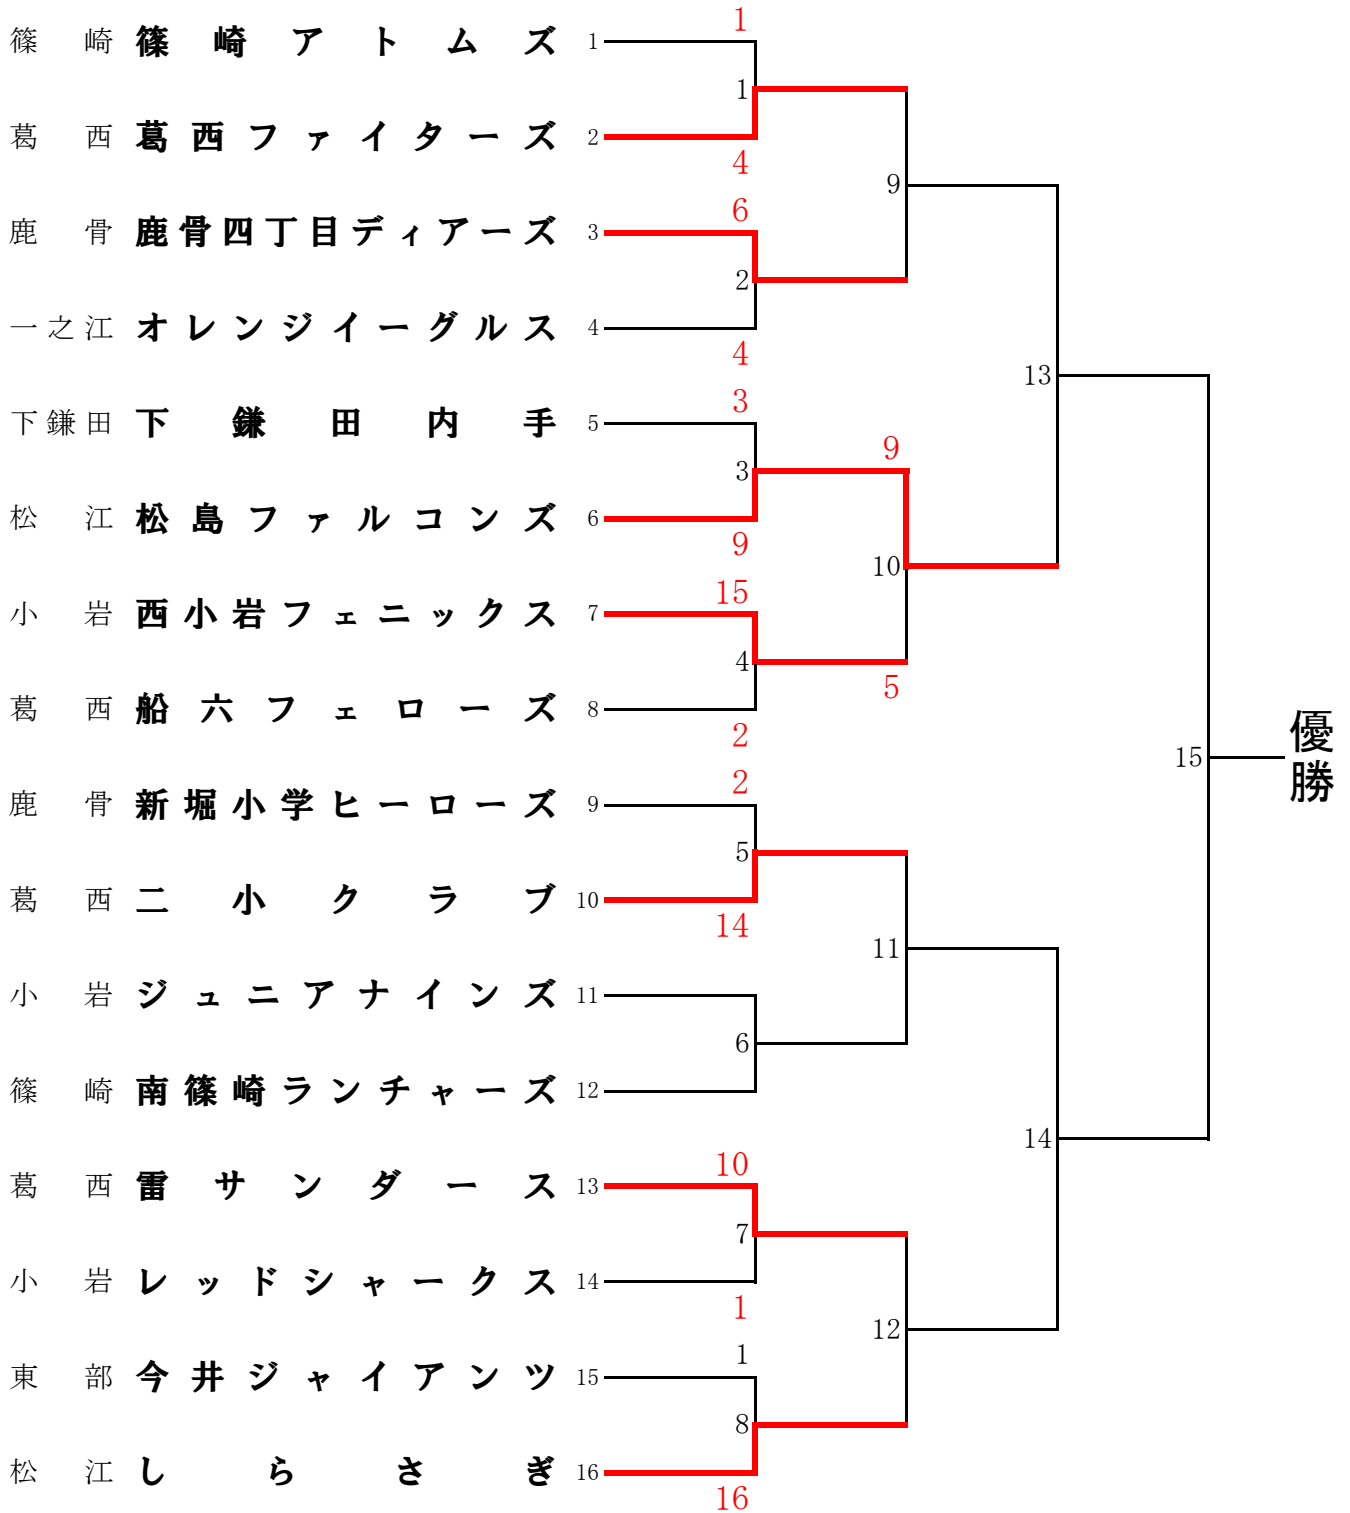 1
篠崎 篠崎アトムズ 1
1
葛西 葛西ファイターズ 2
4
9
6
鹿骨 鹿骨四丁目ディアーズ 3
2
一之江 オレンジイーグルス 4
4
13
3
下鎌田 下鎌田内手 5
9
3
松江 松島ファルコンズ 6
9
10
15
小岩 西小岩フェニックス 7
4
5
葛西 船六フェローズ 8
2
15
優勝
2
鹿骨 新堀小学ヒーローズ 9
5
葛西 二小クラブ 10
14
11
小岩 ジュニアナインズ 11
6
篠崎 南篠崎ランチャーズ 12
14
10
葛西 雷サンダース 13
7
小岩 レッドシャークス 14
1
12
1
東部 今井ジャイアンツ 15
8
松江 しらさぎ 16
16